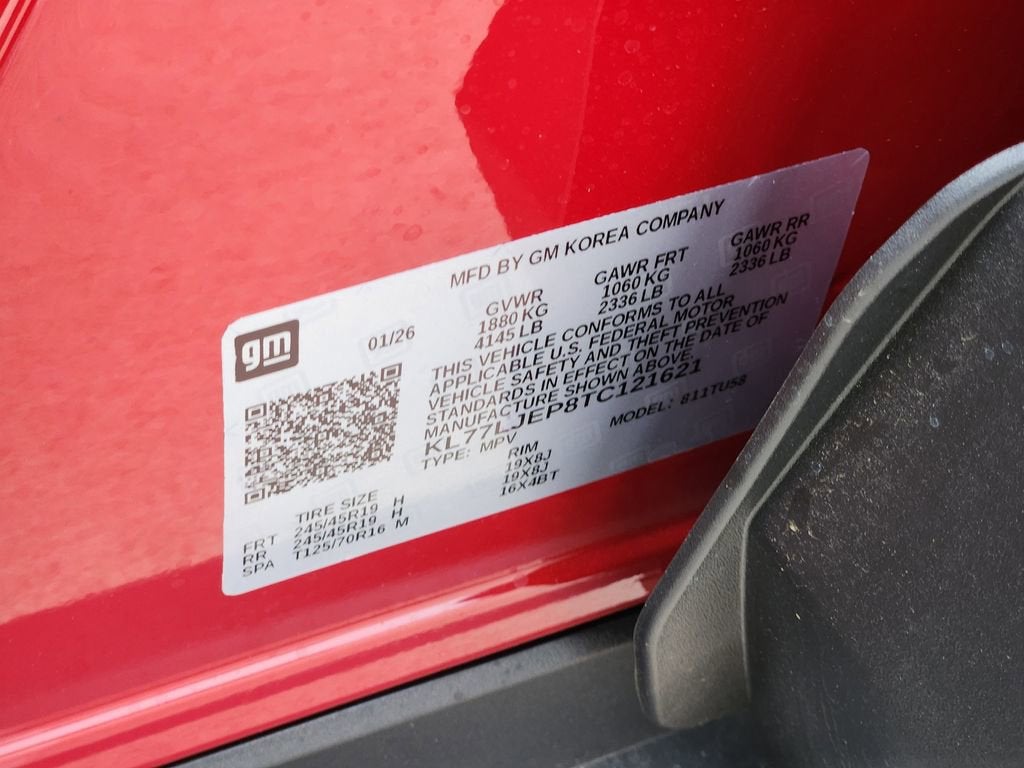 MFD BY GM KOREA COMPANY
gm
01/26
GVWR GAWR FRT GAWR RR
1880 KG 1060 KG 1060 KG
4145 LB 2336 LB 2336 LB
THIS VEHICLE CONFORMS TO ALL
APPLICABLE U.S. FEDERAL MOTOR
VEHICLE SAFETY AND THEFT PREVENTION
STANDARDS IN EFFECT ON THE DATE OF
MANUFACTURE SHOWN ABOVE.
KL77LJEP8TC121621
TYPE: MPV MODEL: 811TU58
TIRE SIZE RIM
FRT 245/45R19 H 19X8J
RR 245/45R19 H 19X8J
SPA T125/70R16 M 16X4BT